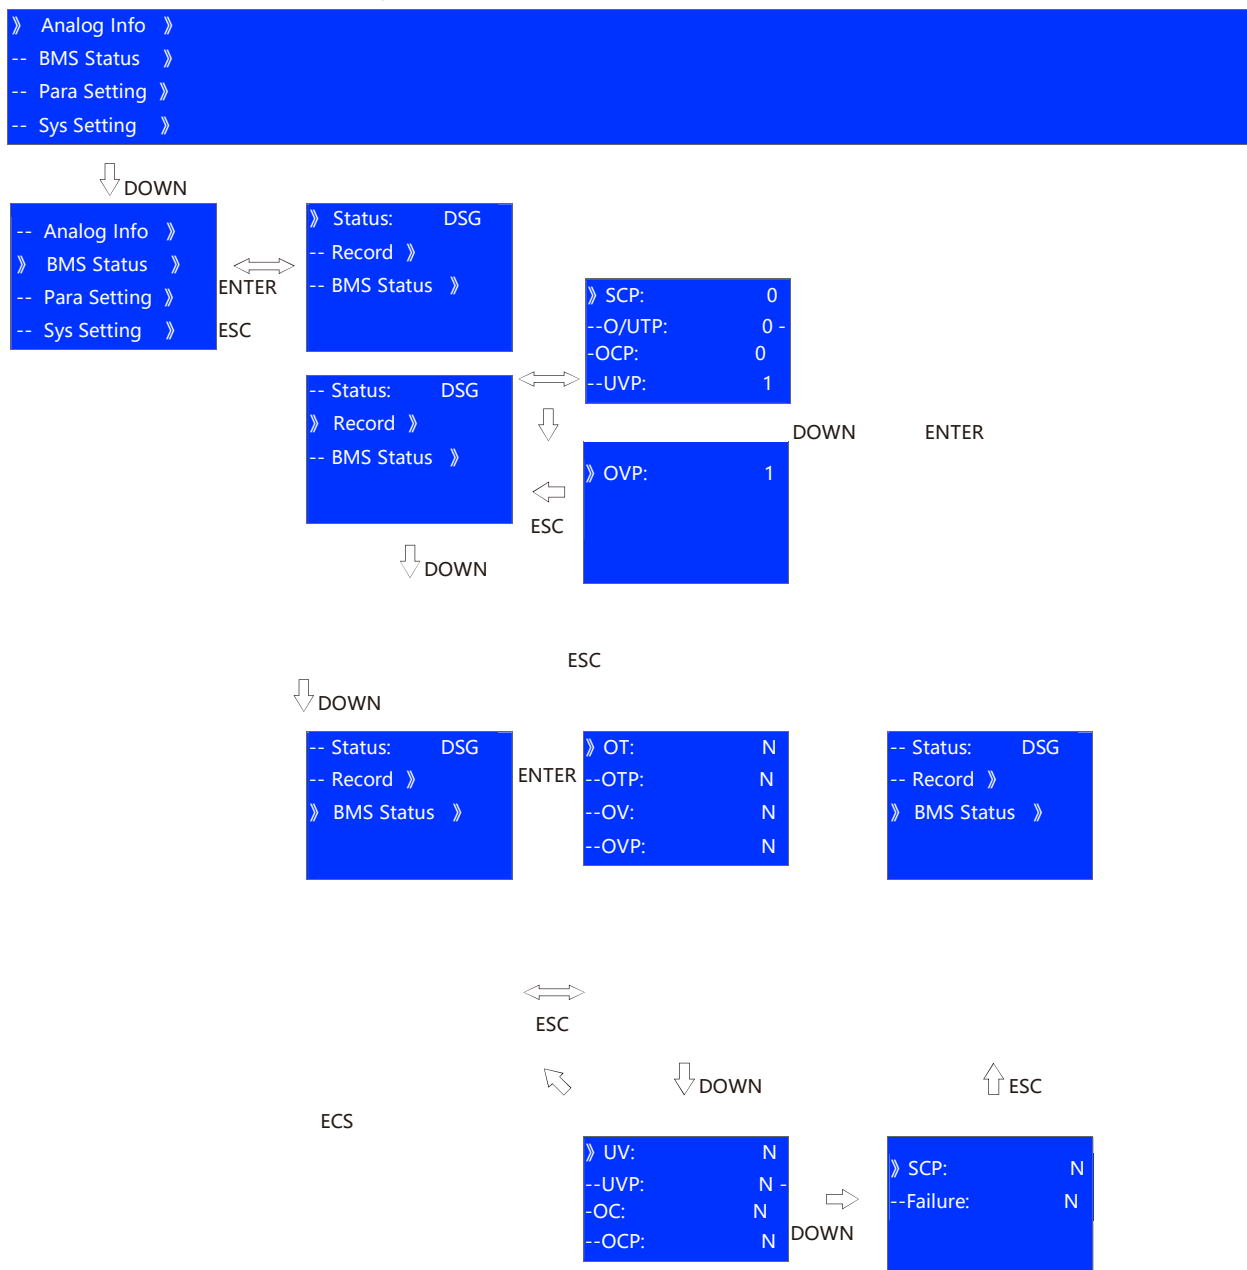 》 Analog Info 》
-- BMS Status 》
-- Para Setting 》
-- Sys Setting 》
DOWN
-- Analog Info 》
》 BMS Status 》
-- Para Setting 》
-- Sys Setting 》
ENTER
ESC
》 Status: DSG
-- Record 》
-- BMS Status 》
》 SCP: 0
--O/UTP: 0 -
-OCP: 0
--UVP: 1
-- Status: DSG
》 Record 》
-- BMS Status 》
DOWN ENTER
》 OVP: 1
ESC
DOWN
ESC
DOWN
-- Status: DSG
-- Record 》
》 BMS Status 》
ENTER
》 OT: N
--OTP: N
--OV: N
--OVP: N
-- Status: DSG
-- Record 》
》 BMS Status 》
ESC
DOWN
ESC
ECS
》 UV: N
--UVP: N -
-OC: N
--OCP: N
DOWN
》 SCP: N
--Failure: N